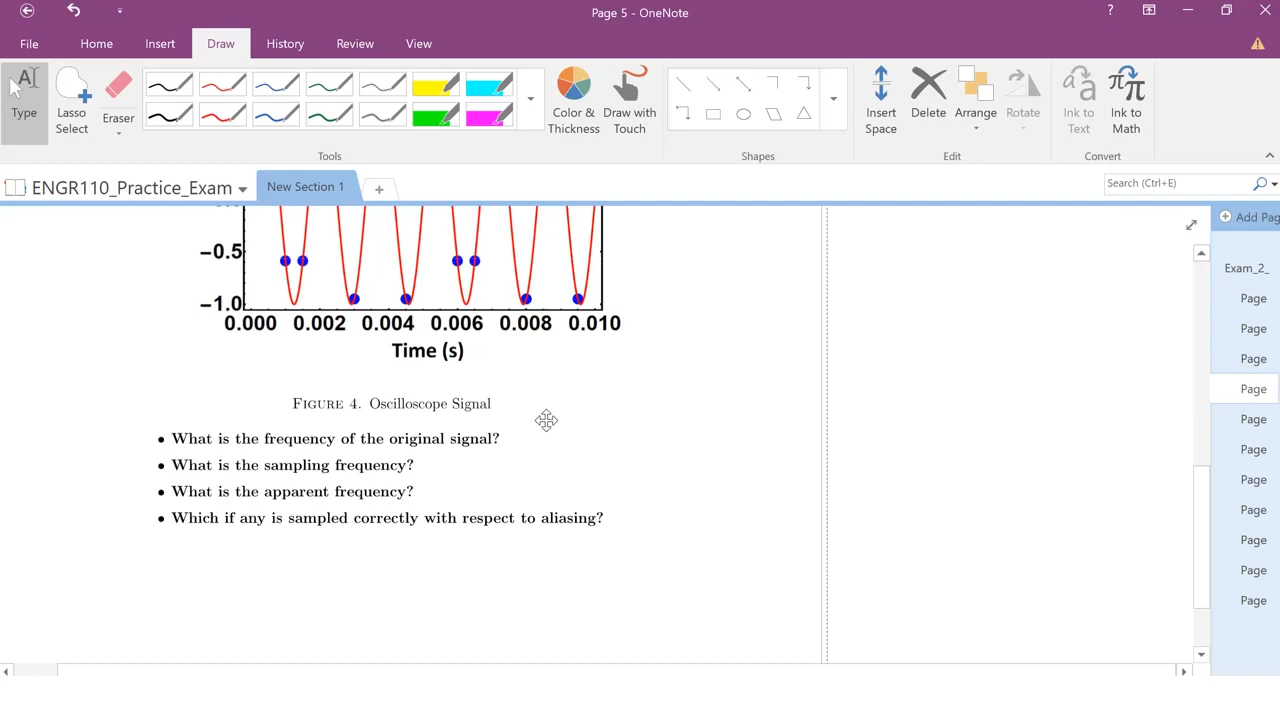 Page 5 - OneNote
?
File Home Insert Draw History Review View
Type
Lasso Select
Eraser
Color & Thickness
Draw with Touch
Insert Space
Delete
Arrange
Rotate
Ink to Text
Ink to Math
Tools
Shapes
Edit
Convert
ENGR110_Practice_Exam
New Section 1
+
Search (Ctrl+E)
Add Pag
Exam_2_
Page
Page
Page
Page
Page
Page
Page
Page
Page
Page
Page
−0.5
−1.0
0.000 0.002 0.004 0.006 0.008 0.010
Time (s)
FIGURE 4. Oscilloscope Signal
• What is the frequency of the original signal?
• What is the sampling frequency?
• What is the apparent frequency?
• Which if any is sampled correctly with respect to aliasing?